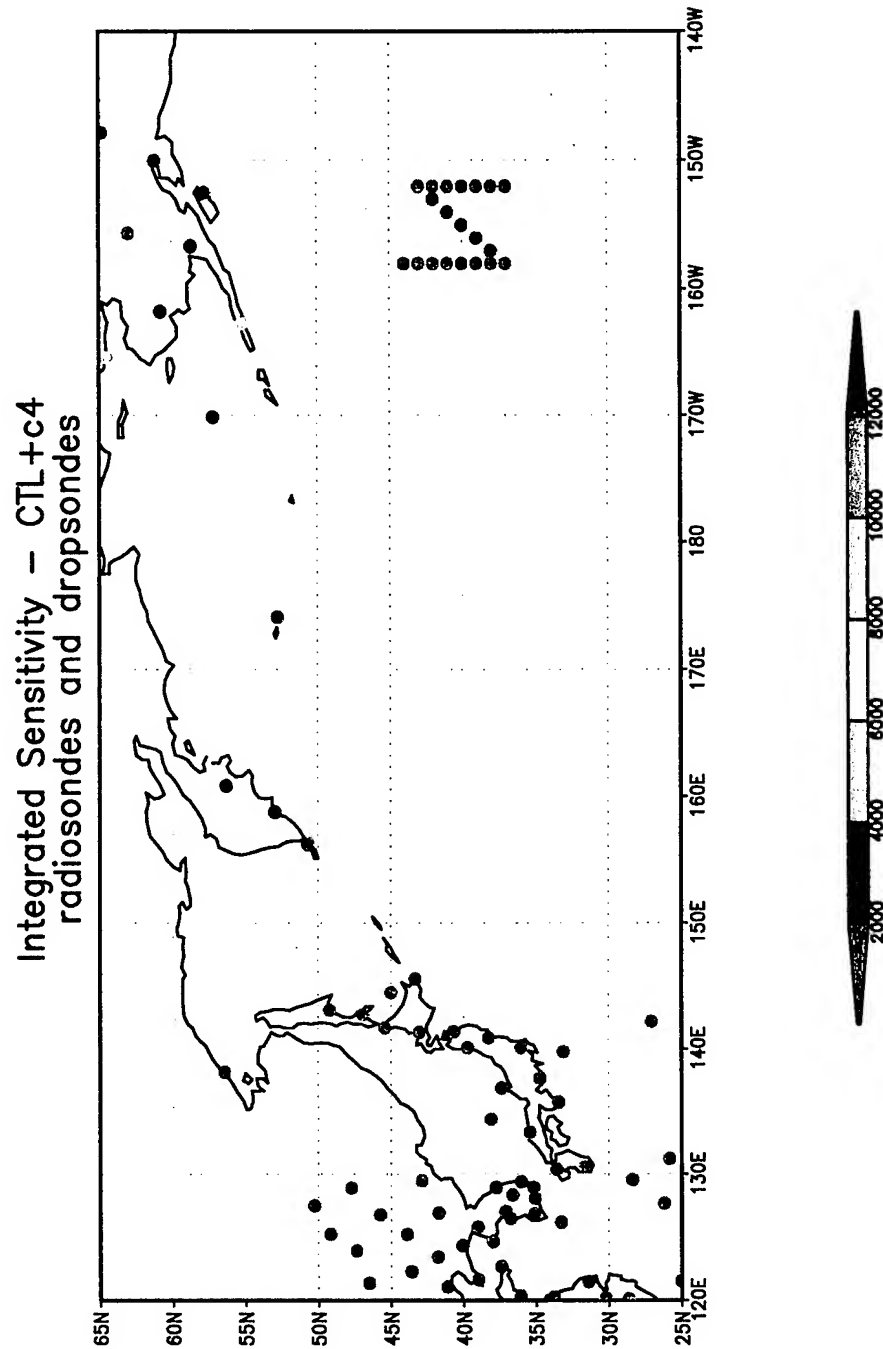 Integrated Sensitivity – CTL+c4
radiosondes and dropsondes
65N
60N
55N
50N
45N
40N
35N
30N
25N
120E
130E
140E
150E
160E
170E
180
170W
160W
150W
140W
2000
4000
6000
8000
10000
12000